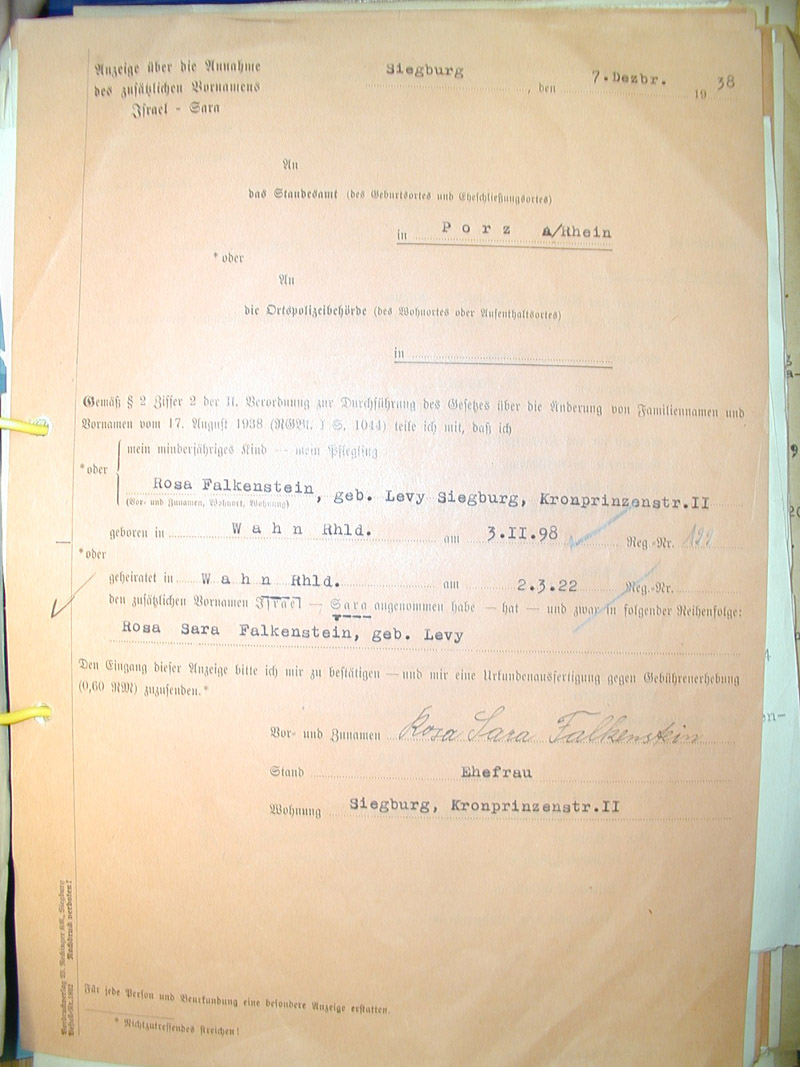 Anzeige über die Annahme
des zusätzlichen Vornamens
Israel - Sara
Siegburg, den 7.Dezbr. 1938
An
das Standesamt (des Geburtsortes und Eheschließungsortes)
in P o r z A/Rhein
* oder
An
die Ortspolizeibehörde (des Wohnortes oder Aufenthaltsortes)
in
Gemäß § 2 Ziffer 2 der II. Verordnung zur Durchführung des Gesetzes über die Änderung von Familiennamen und
Vornamen vom 17. August 1938 (RGBl. I S. 1044) teile ich mit, daß ich
mein minderjähriges Kind — mein Pflegling
*oder
Rosa Falkenstein, geb. Levy Siegburg, Kronprinzenstr.II
(Vor- und Zunamen, Wohnort, Wohnung)
geboren in W a h n Rhld. am 3.II.98 Reg.-Nr. 122
*oder
geheiratet in W a h n Rhld. am 2.3.22 Reg.-Nr.
den zusätzlichen Vornamen Israel — Sara angenommen habe — hat — und zwar in folgender Reihenfolge:
Rosa Sara Falkenstein, geb. Levy
Den Eingang dieser Anzeige bitte ich mir zu bestätigen — und mir eine Urkundenausfertigung gegen Gebührenerhebung
(0,60 RM) zuzusenden.*
Vor- und Zunamen Rosa Sara Falkenstein
Stand Ehefrau
Wohnung Siegburg, Kronprinzenstr.II
Für jede Person und Beurkundung eine besondere Anzeige erstatten.
* Nichtzutreffendes streichen!
Nachdruck verboten!